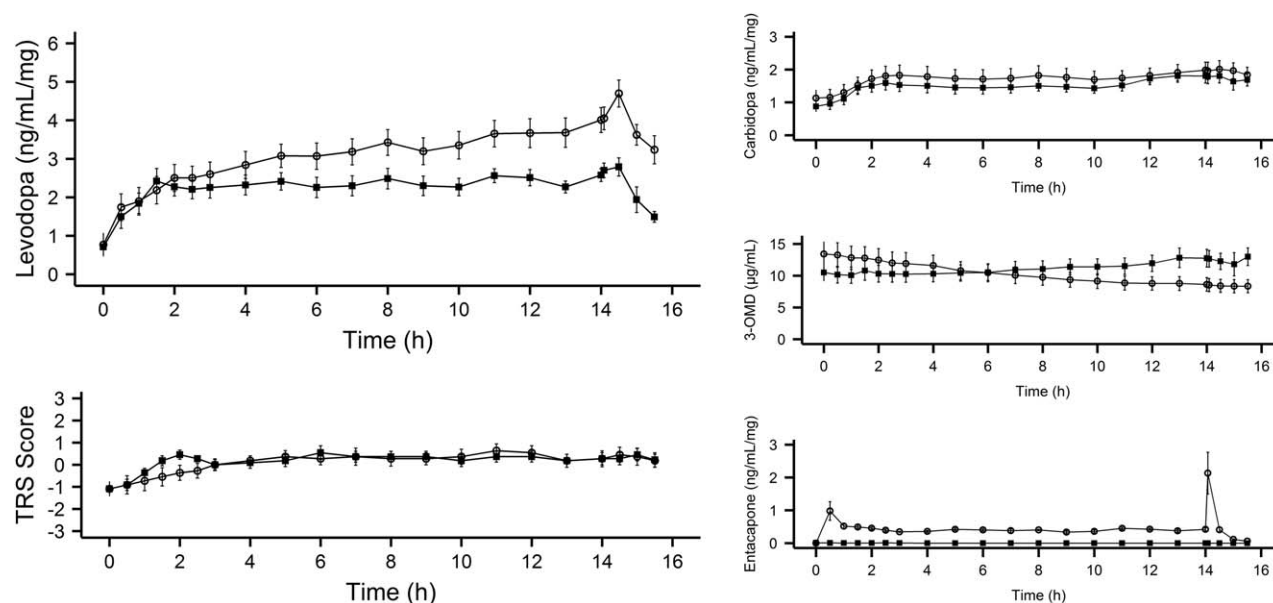 Levodopa (ng/mL/mg)
6
5
4
3
2
1
0
0 2 4 6 8 10 12 14 16
Time (h)
TRS Score
3
2
1
0
-1
-2
-3
0 2 4 6 8 10 12 14 16
Time (h)
Carbidopa (ng/mL/mg)
3
2
1
0
0 2 4 6 8 10 12 14 16
Time (h)
3-OMD (µg/mL)
15
10
5
0
0 2 4 6 8 10 12 14 16
Time (h)
Entacapone (ng/mL/mg)
3
2
1
0
0 2 4 6 8 10 12 14 16
Time (h)